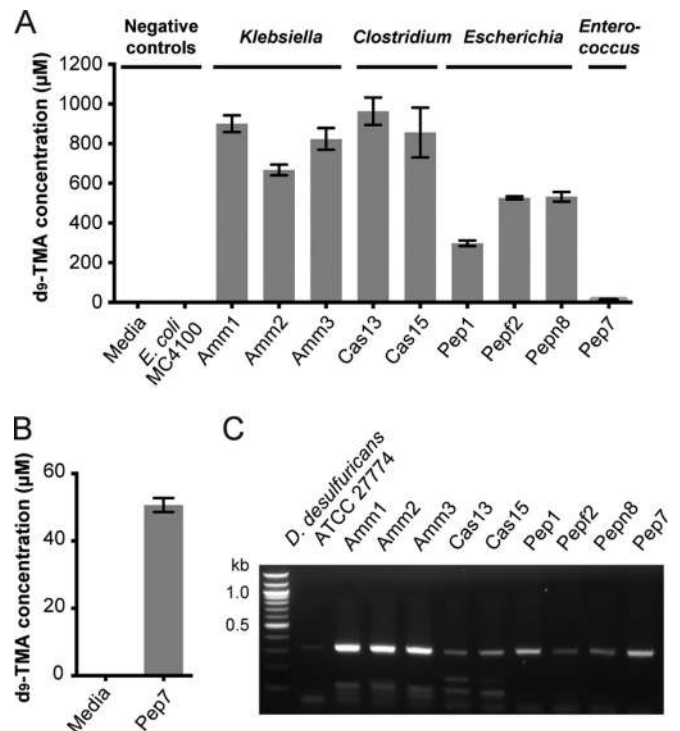 A
Negative
controls
Klebsiella
Clostridium
Escherichia
Entero-
coccus
d9-TMA concentration (μM)
1200
1000
800
600
400
200
0
Media
E. coli
MC4100
Amm1
Amm2
Amm3
Cas13
Cas15
Pep1
Pepf2
Pepn8
Pep7
B
d9-TMA concentration (μM)
60
40
20
0
Media
Pep7
C
D. desulfuricans
ATCC 27774
Amm1
Amm2
Amm3
Cas13
Cas15
Pep1
Pepf2
Pepn8
Pep7
kb
1.0
0.5